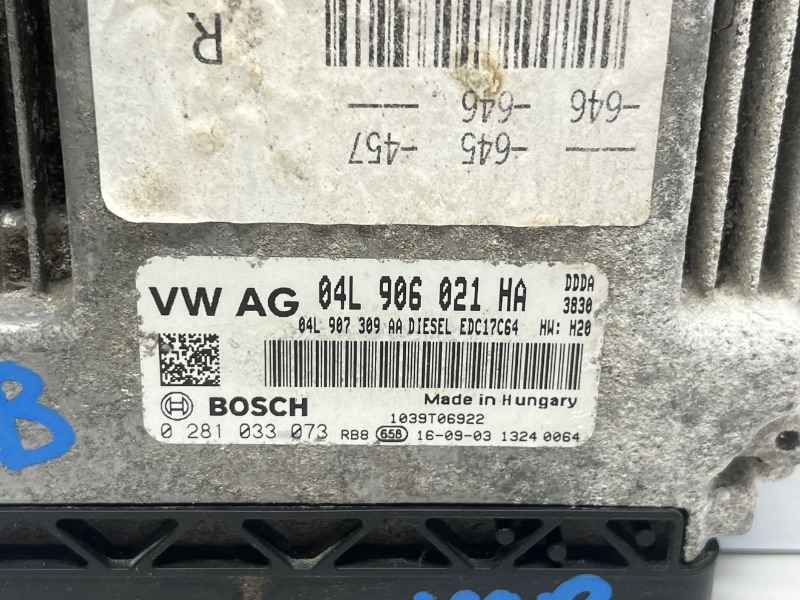 R
-646 -646 —
— -645 -457
VW AG 04L 906 021 HA DDDA
3830
04L 907 309 AA DIESEL EDC17C64 HW: H20
Made in Hungary
BOSCH
1039T06922
0 281 033 073 RBB 658 16-09-03 1324 0064
B